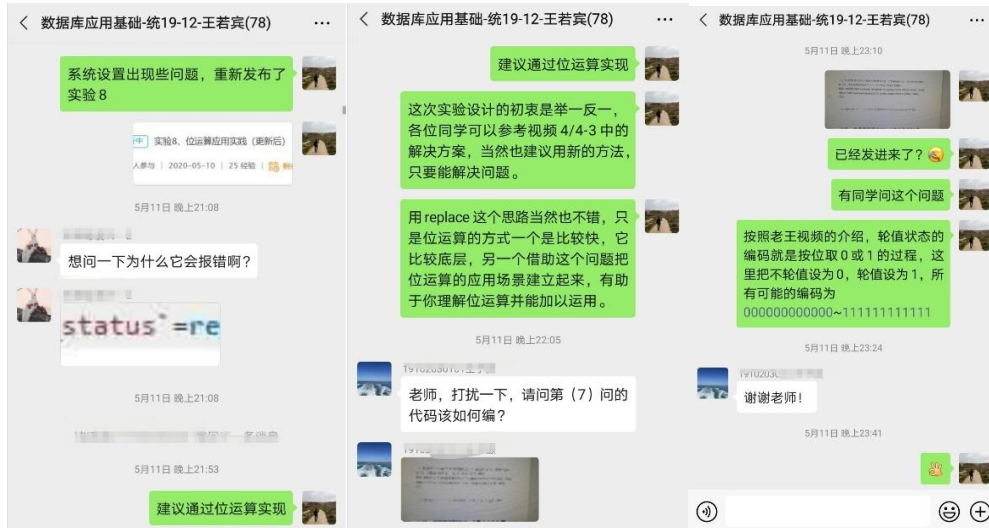 数据库应用基础-统19-12-王若宾(78)
系统设置出现些问题，重新发布了
实验8
实验8、位运算应用实践（更新后）
人参与 | 2020-05-10 | 25 经验 |
5月11日 晚上21:08
想问一下为什么它会报错啊？
status`=re
5月11日 晚上21:08
5月11日 晚上21:53
建议通过位运算实现
数据库应用基础-统19-12-王若宾(78)
建议通过位运算实现
这次实验设计的初衷是举一反一，
各位同学可以参考视频 4/4-3 中的
解决方案，当然也建议用新的方法，
只要能解决问题。
用 replace 这个思路当然也不错，只
是位运算的方式一个是比较快，它
比较底层，另一个借助这个问题把
位运算的应用场景建立起来，有助
于你理解位运算并能加以运用。
5月11日 晚上22:05
老师，打扰一下，请问第（7）问的
代码该如何编？
数据库应用基础-统19-12-王若宾(78)
5月11日 晚上23:10
已经发进来了？
有同学问这个问题
按照老王视频的介绍，轮值状态的
编码就是按位取 0 或 1 的过程，这
里把不轮值设为 0，轮值设为 1，所
有可能的编码为
000000000000~111111111111
5月11日 晚上23:24
谢谢老师！
5月11日 晚上23:41